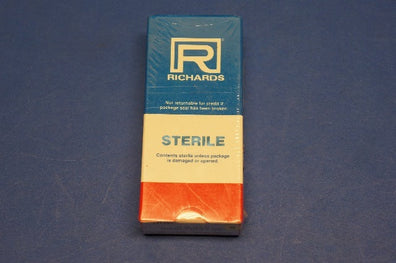 R
RICHARDS
Not returnable for credit if
package seal has been broken
STERILE
Contents sterile unless package
is damaged or opened.